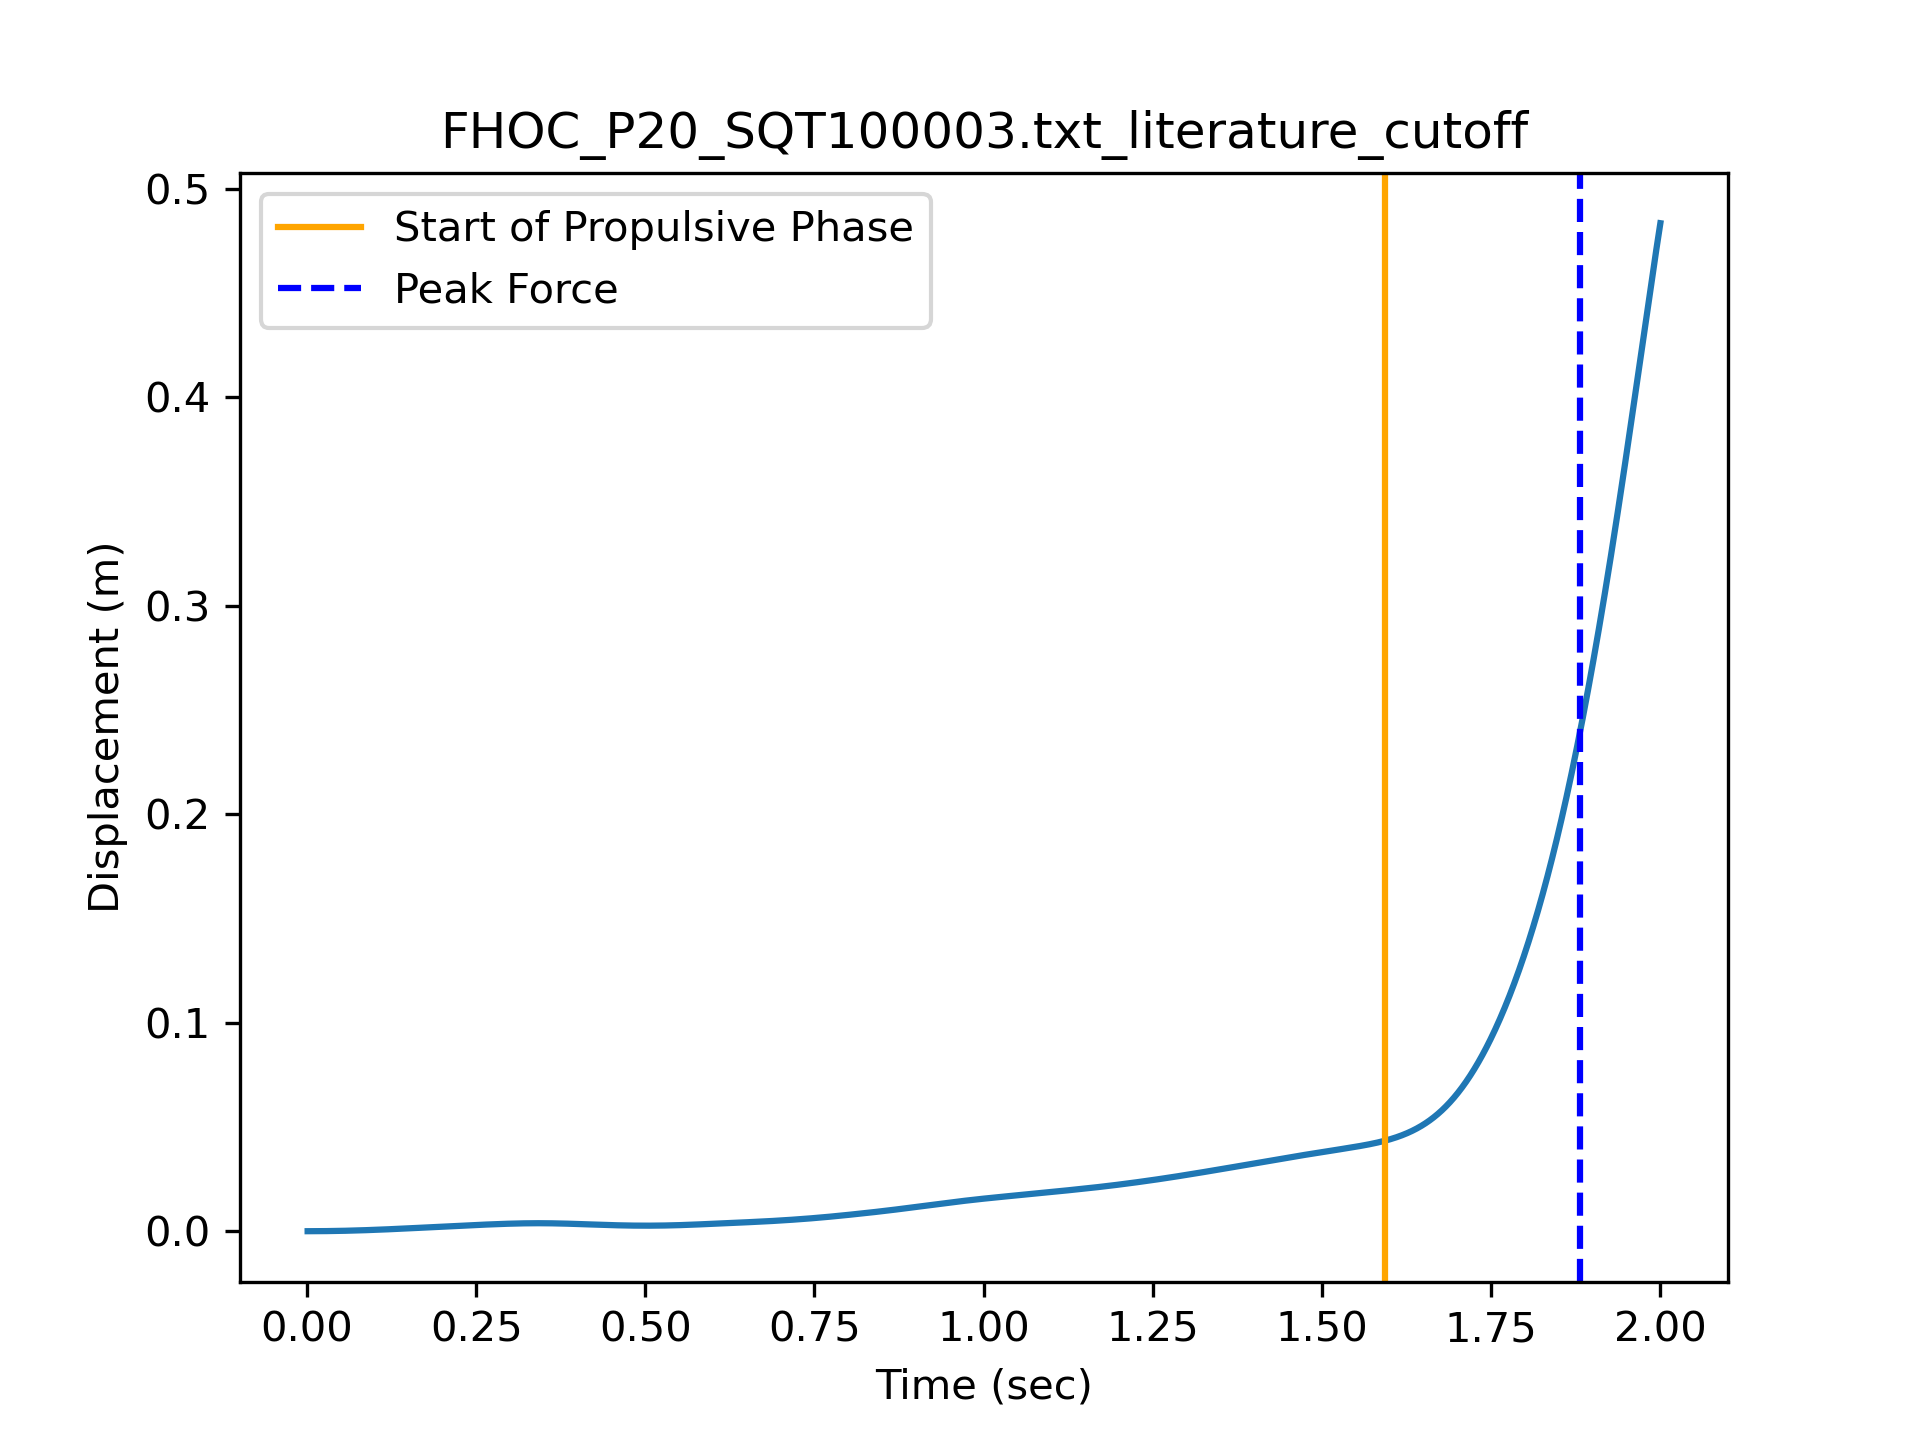 FHOC_P20_SQT100003.txt_literature_cutoff
Start of Propulsive Phase
Peak Force
0.5
0.4
0.3
0.2
0.1
0.0
Displacement (m)
0.00 0.25 0.50 0.75 1.00 1.25 1.50 1.75 2.00
Time (sec)